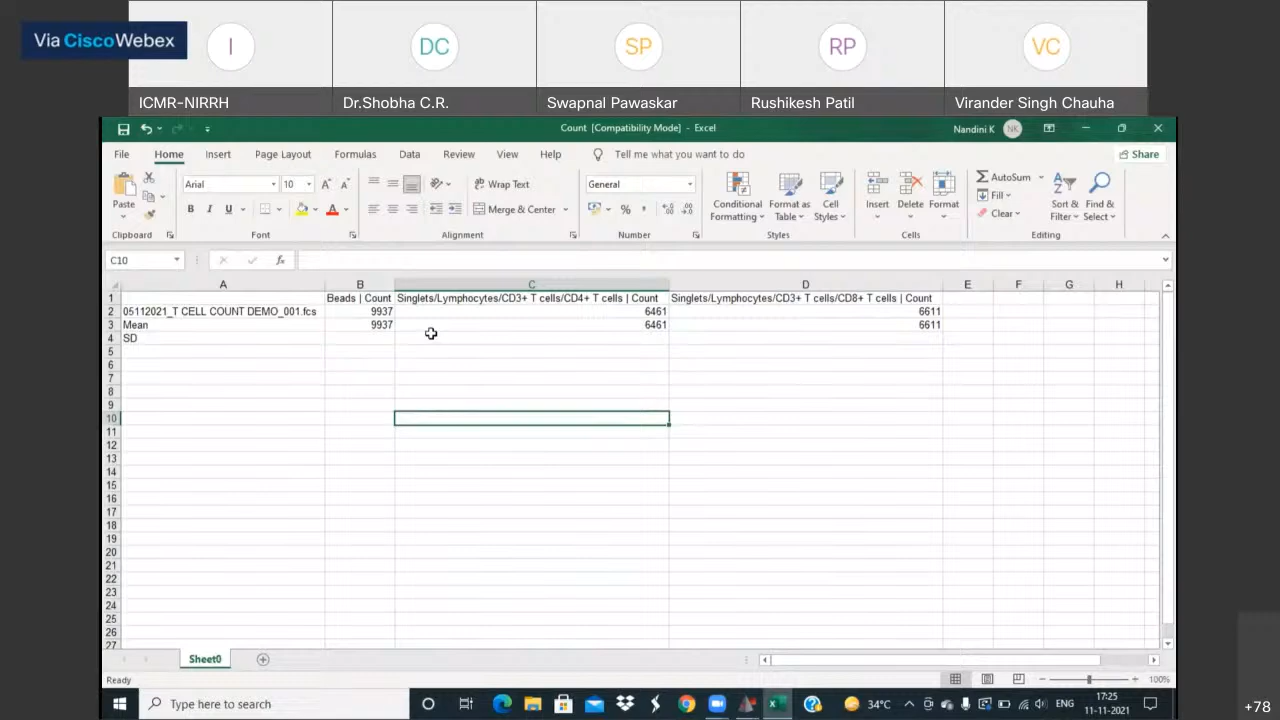 Via CiscoWebex
I
DC
SP
RP
VC
ICMR-NIRRH
Dr.Shobha C.R.
Swapnal Pawaskar
Rushikesh Patil
Virander Singh Chauha
Count [Compatibility Mode] - Excel
Nandini K
NK
File Home Insert Page Layout Formulas Data Review View Help Tell me what you want to do Share
Paste
Clipboard
Arial 10
B I U
Font
Wrap Text
Merge & Center
Alignment
General
%
Number
Conditional Formatting
Format as Table
Cell Styles
Styles
Insert Delete Format
Cells
AutoSum
Fill
Clear
Sort & Filter
Find & Select
Editing
C10
fx
A B C D E F G H
1 Beads | Count Singlets/Lymphocytes/CD3+ T cells/CD4+ T cells | Count Singlets/Lymphocytes/CD3+ T cells/CD8+ T cells | Count
2 05112021_T CELL COUNT DEMO_001.fcs 9937 6461 6611
3 Mean 9937 6461 6611
4 SD
5
6
7
8
9
10
11
12
13
14
15
16
17
18
19
20
21
22
23
24
25
26
27
Sheet0
Ready
100%
Type here to search
34°C
ENG
17:25
11-11-2021
+78